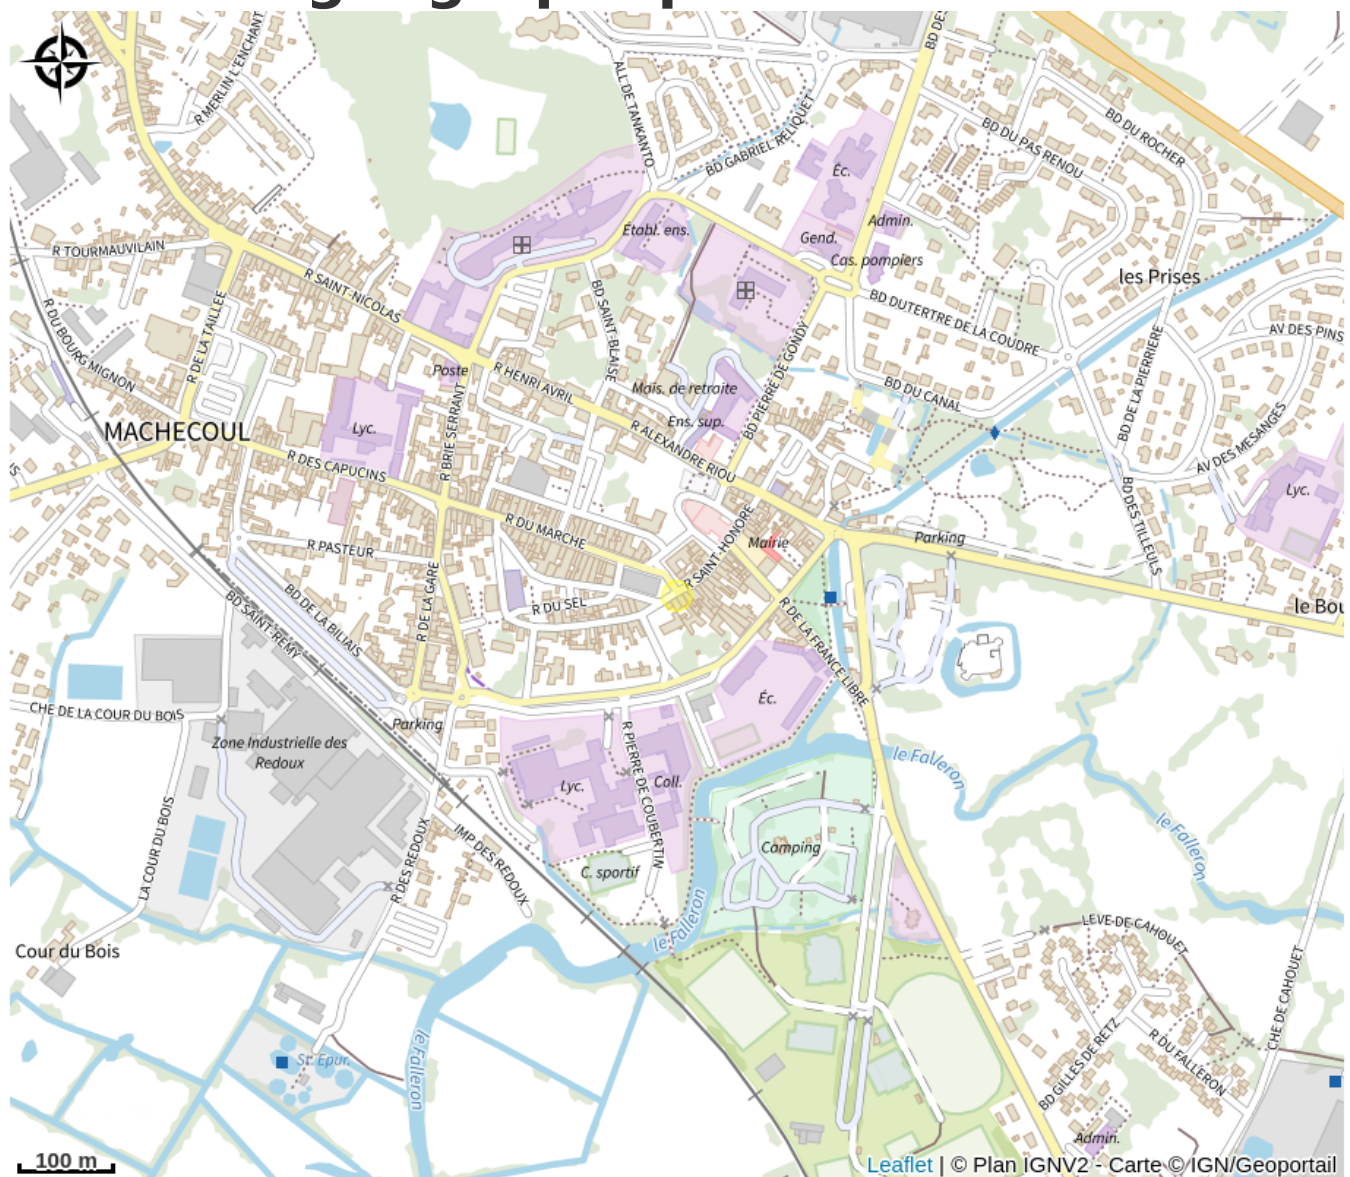 BD DES
R MERLIN L'ENCHANT
ALL DE TANKANTO
BD GABRIEL RELIQUET
BD DU ROCHER
BD DU PAS RENOU
Éc.
Admin.
Établ. ens.
Gend.
Cas. pompiers
R TOURMAUVILAIN
les Prises
R SAINT-NICOLAS
BD SAINT-BLAISE
BD DUTERTRE DE LA COUDRE
AV DES PINS
R DU BOURG MIGNON
R DE LA TAILLEE
Poste
R HENRI AVRIL
Mais. de retraite
BD PIERRE DE GONDY
BD DU CANAL
BD DE LA PIERRIERE
MACHECOUL
Lyc.
R BRIE SERRANT
Ens. sup.
R ALEXANDRE RIOU
AV DES MESANGES
R DES CAPUCINS
Lyc.
BD DES TILLEULS
R DU MARCHE
R SAINT-HONORE
Mairie
Parking
R PASTEUR
R DE LA GARE
BD DE LA BILIAIS
BD SAINT-REMY
R DU SEL
R DE LA FRANCE LIBRE
le Bou
Éc.
CHE DE LA COUR DU BOIS
Parking
Zone Industrielle des
Redoux
R PIERRE DE COUBERTIN
Lyc.
Coll.
le Falleron
LA COUR DU BOIS
R DES REDOUX
IMP DES REDOUX
Camping
le Falleron
C. sportif
le Falleron
LEVE-DE-CAHOUET
Cour du Bois
CHE DE CAHOUET
le Falleron
St. Epur.
BD GILLES DE RETZ
R DU FALLERON
Admin.
100 m
Leaflet | © Plan IGNV2 - Carte © IGN/Geoportail